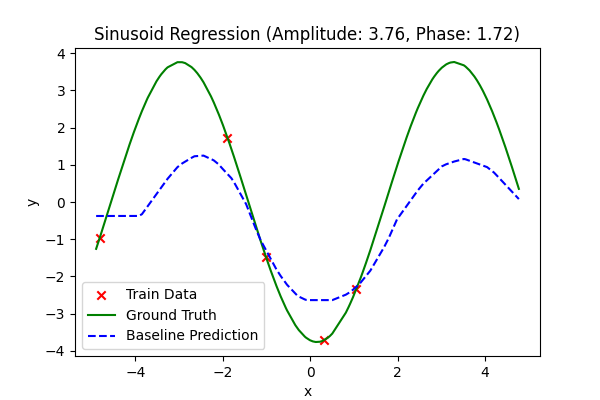 Sinusoid Regression (Amplitude: 3.76, Phase: 1.72)
4
3
2
1
0
−1
−2
−3
−4
y
Train Data
Ground Truth
Baseline Prediction
−4 −2 0 2 4
x